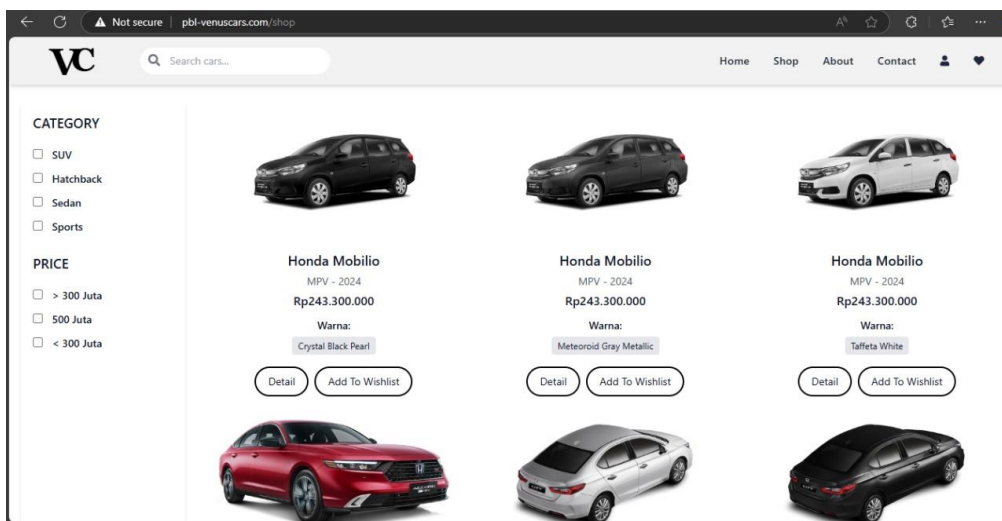 Not secure pbl-venuscars.com/shop
VC
Search cars...
Home Shop About Contact
CATEGORY
SUV
Hatchback
Sedan
Sports
PRICE
> 300 Juta
500 Juta
< 300 Juta
Honda Mobilio
MPV - 2024
Rp243.300.000
Warna:
Crystal Black Pearl
Detail Add To Wishlist
Honda Mobilio
MPV - 2024
Rp243.300.000
Warna:
Meteoroid Gray Metallic
Detail Add To Wishlist
Honda Mobilio
MPV - 2024
Rp243.300.000
Warna:
Taffeta White
Detail Add To Wishlist